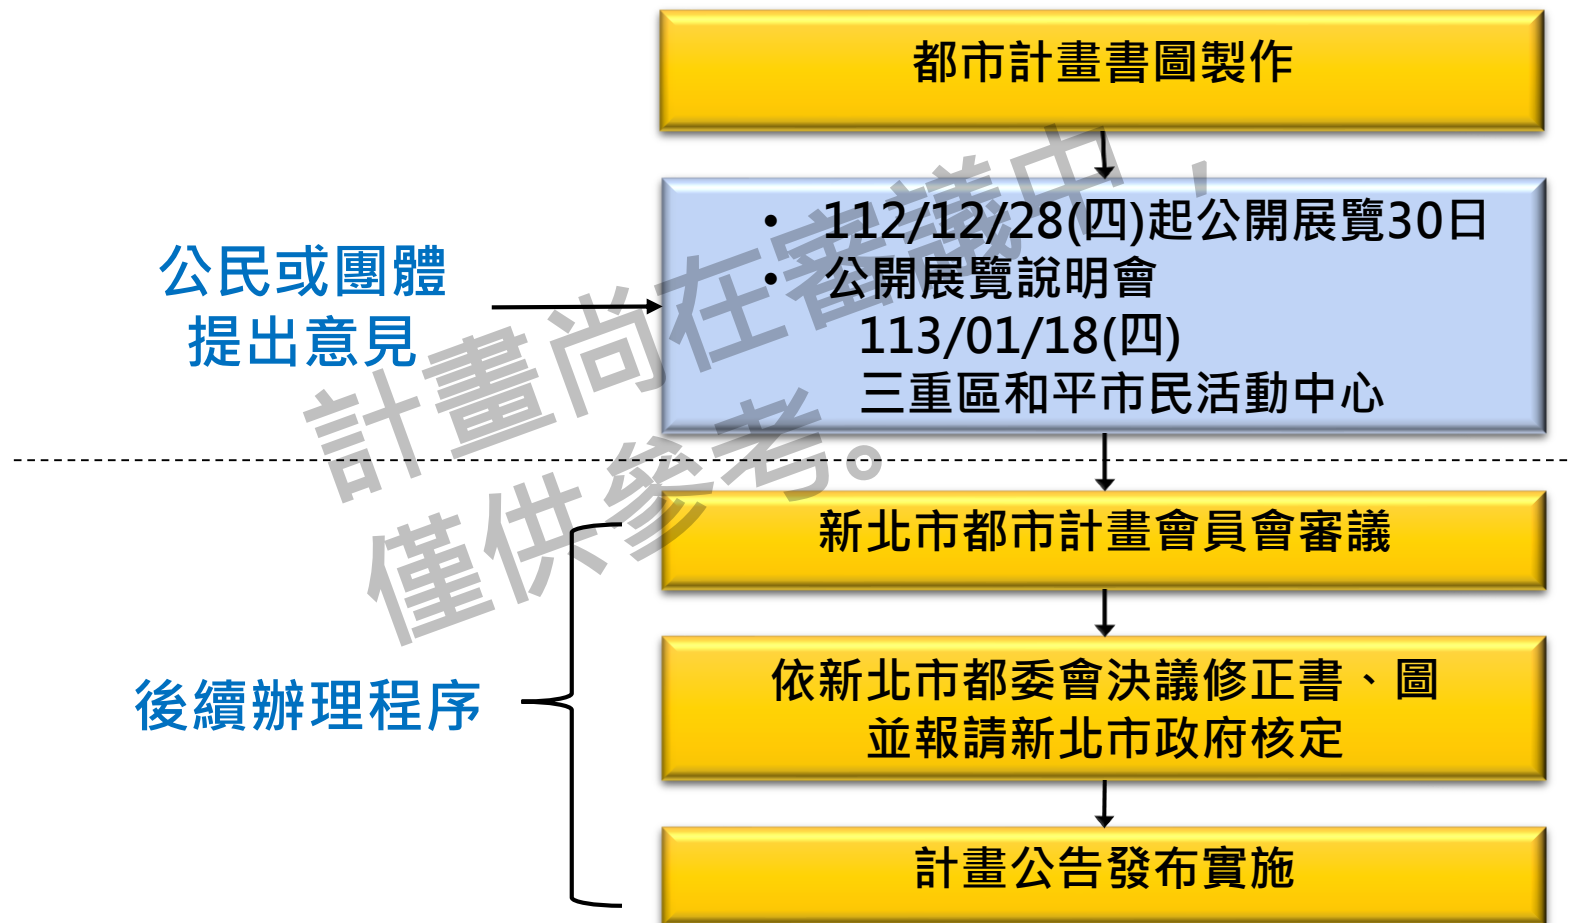 都市計畫書圖製作
• 112/12/28(四)起公開展覽30日
• 公開展覽說明會
113/01/18(四)
三重區和平市民活動中心
公民或團體
提出意見
新北市都市計畫會員會審議
依新北市都委會決議修正書、圖
並報請新北市政府核定
計畫公告發布實施
後續辦理程序
計畫尚在審議中，
僅供參考。